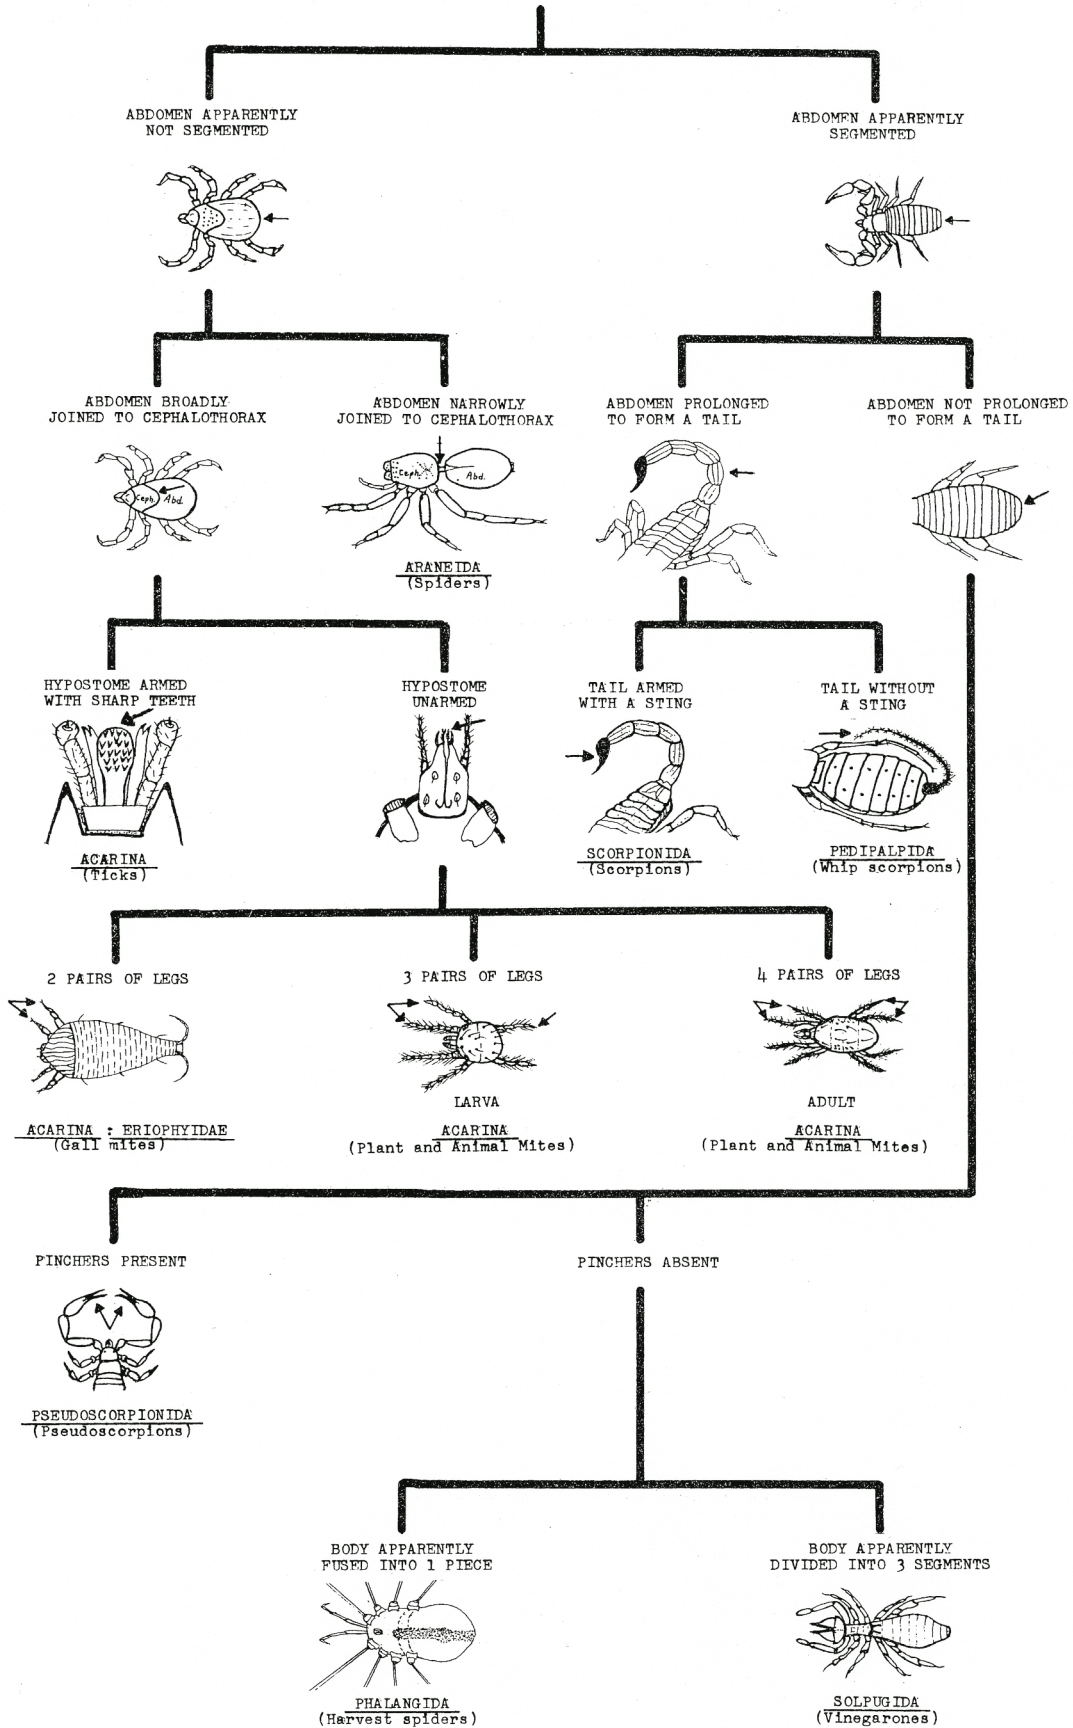 ABDOMEN APPARENTLY
NOT SEGMENTED
ABDOMEN APPARENTLY
SEGMENTED
ABDOMEN BROADLY
JOINED TO CEPHALOTHORAX
Ceph.
Abd.
ABDOMEN NARROWLY
JOINED TO CEPHALOTHORAX
Ceph.
Abd.
ARANEIDA
(Spiders)
ABDOMEN PROLONGED
TO FORM A TAIL
ABDOMEN NOT PROLONGED
TO FORM A TAIL
HYPOSTOME ARMED
WITH SHARP TEETH
ACARINA
(Ticks)
HYPOSTOME
UNARMED
TAIL ARMED
WITH A STING
SCORPIONIDA
(Scorpions)
TAIL WITHOUT
A STING
PEDIPALPIDA
(Whip scorpions)
2 PAIRS OF LEGS
ACARINA : ERIOPHYIDAE
(Gall mites)
3 PAIRS OF LEGS
LARVA
ACARINA
(Plant and Animal Mites)
4 PAIRS OF LEGS
ADULT
ACARINA
(Plant and Animal Mites)
PINCHERS PRESENT
PSEUDOSCORPIONIDA
(Pseudoscorpions)
PINCHERS ABSENT
BODY APPARENTLY
FUSED INTO 1 PIECE
PHALANGIDA
(Harvest spiders)
BODY APPARENTLY
DIVIDED INTO 3 SEGMENTS
SOLPUGIDA
(Vinegarones)